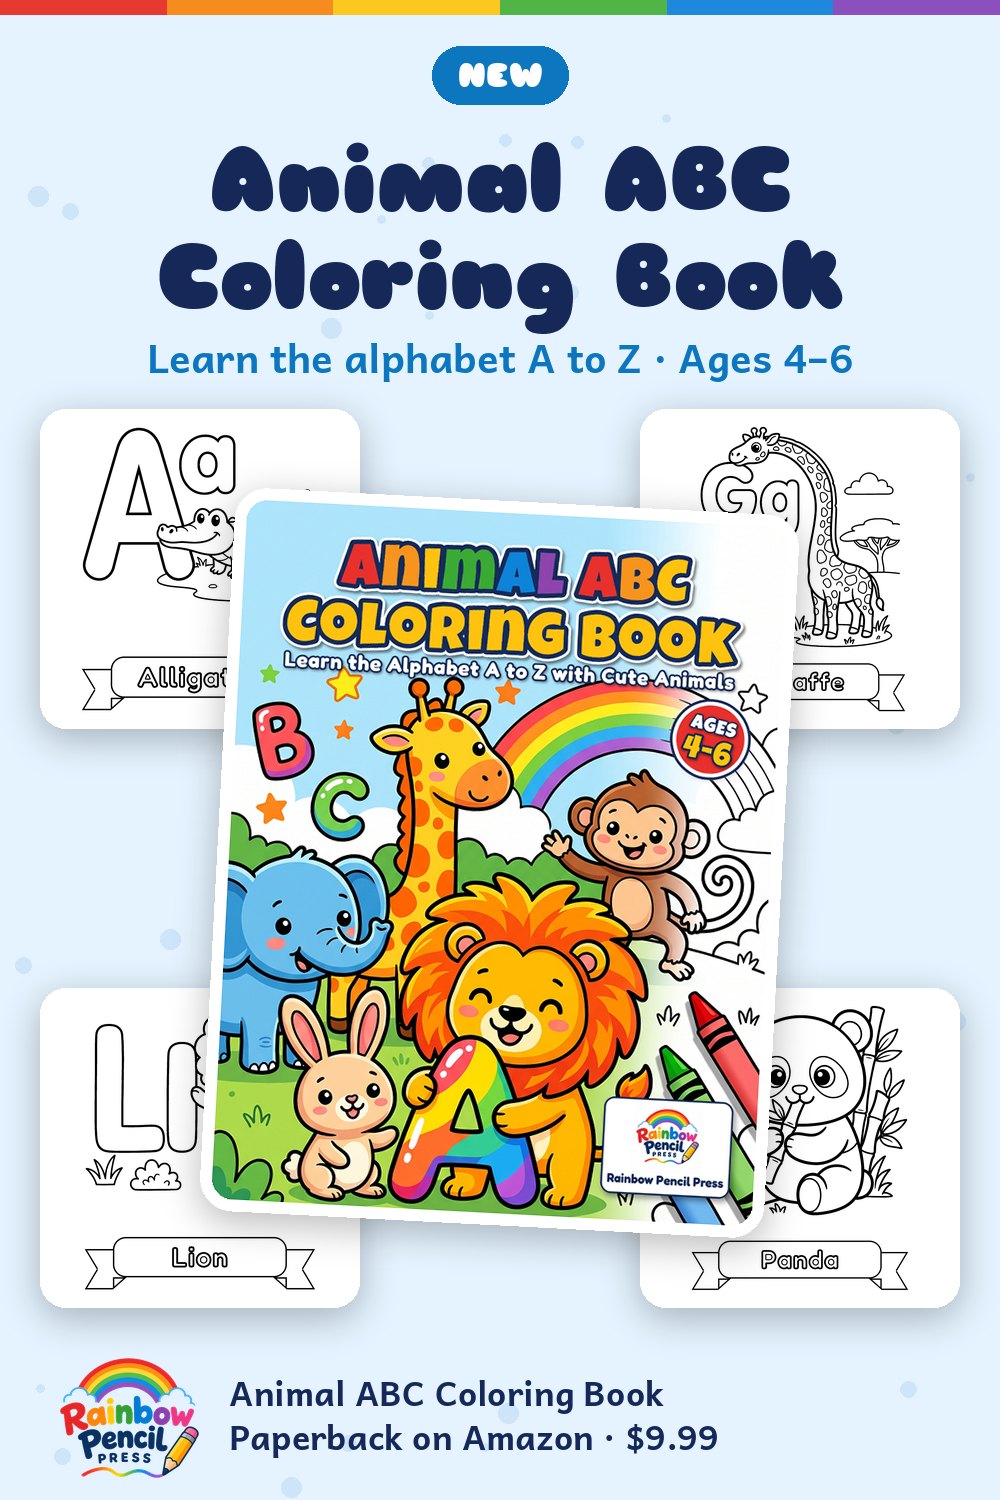 NEW
Animal ABC
Coloring Book
Learn the alphabet A to Z · Ages 4–6
Aa
Gg
ANIMAL ABC
COLORING BOOK
Learn the Alphabet A to Z with Cute Animals
AGES
4-6
B
C
A
Rainbow
Pencil
PRESS
Rainbow Pencil Press
Ll
Lion
Panda
Rainbow
Pencil
PRESS
Animal ABC Coloring Book
Paperback on Amazon · $9.99